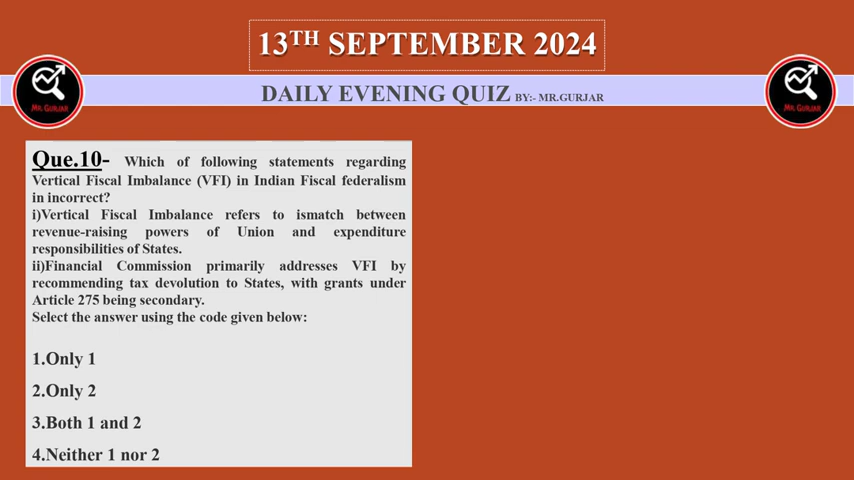 13TH SEPTEMBER 2024
DAILY EVENING QUIZ BY:- MR.GURJAR
MR.GURJAR
MR.GURJAR
Que.10- Which of following statements regarding
Vertical Fiscal Imbalance (VFI) in Indian Fiscal federalism
in incorrect?
i)Vertical Fiscal Imbalance refers to ismatch between
revenue-raising powers of Union and expenditure
responsibilities of States.
ii)Financial Commission primarily addresses VFI by
recommending tax devolution to States, with grants under
Article 275 being secondary.
Select the answer using the code given below:
1.Only 1
2.Only 2
3.Both 1 and 2
4.Neither 1 nor 2